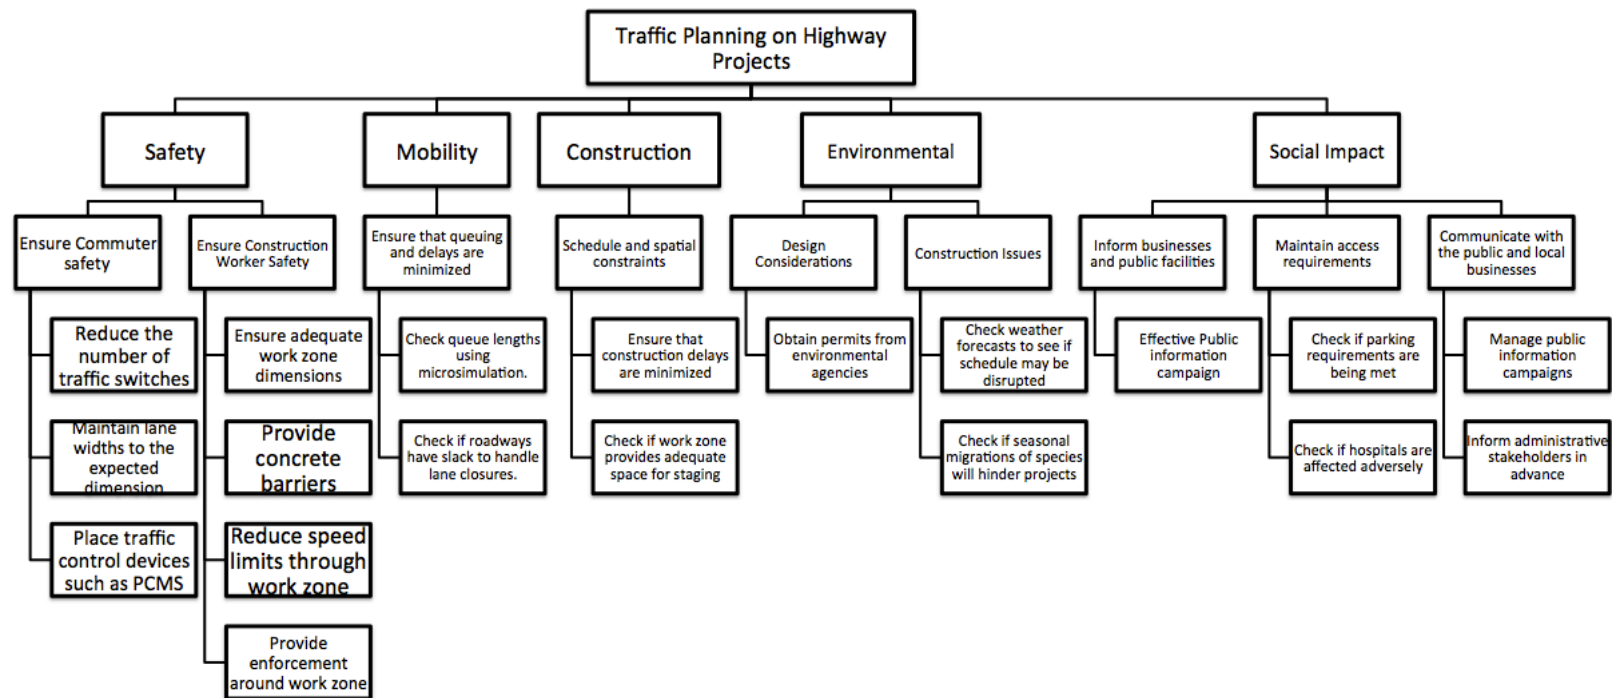 Traffic Planning on Highway
Projects
Safety
Mobility
Construction
Environmental
Social Impact
Ensure Commuter
safety
Ensure Construction
Worker Safety
Ensure that queuing
and delays are
minimized
Schedule and spatial
constraints
Design
Considerations
Construction Issues
Inform businesses
and public facilities
Maintain access
requirements
Communicate with
the public and local
businesses
Reduce the
number of
traffic switches
Ensure adequate
work zone
dimensions
Check queue lengths
using
microsimulation.
Ensure that
construction delays
are minimized
Obtain permits from
environmental
agencies
Check weather
forecasts to see if
schedule may be
disrupted
Effective Public
information
campaign
Check if parking
requirements are
being met
Manage public
information
campaigns
Maintain lane
widths to the
expected
dimension
Provide
concrete
barriers
Check if roadways
have slack to handle
lane closures.
Check if work zone
provides adequate
space for staging
Check if seasonal
migrations of species
will hinder projects
Check if hospitals are
affected adversely
Inform administrative
stakeholders in
advance
Place traffic
control devices
such as PCMS
Reduce speed
limits through
work zone
Provide
enforcement
around work zone